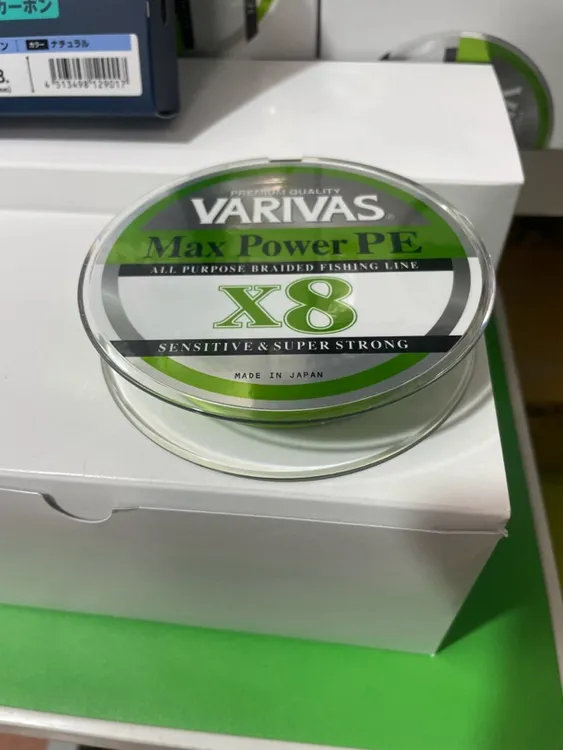 カーボン
カラー ナチュラル
4 513498 129017
PREMIUM QUALITY
VARIVAS®
Max Power PE
ALL PURPOSE BRAIDED FISHING LINE
X8
SENSITIVE & SUPER STRONG
MADE IN JAPAN